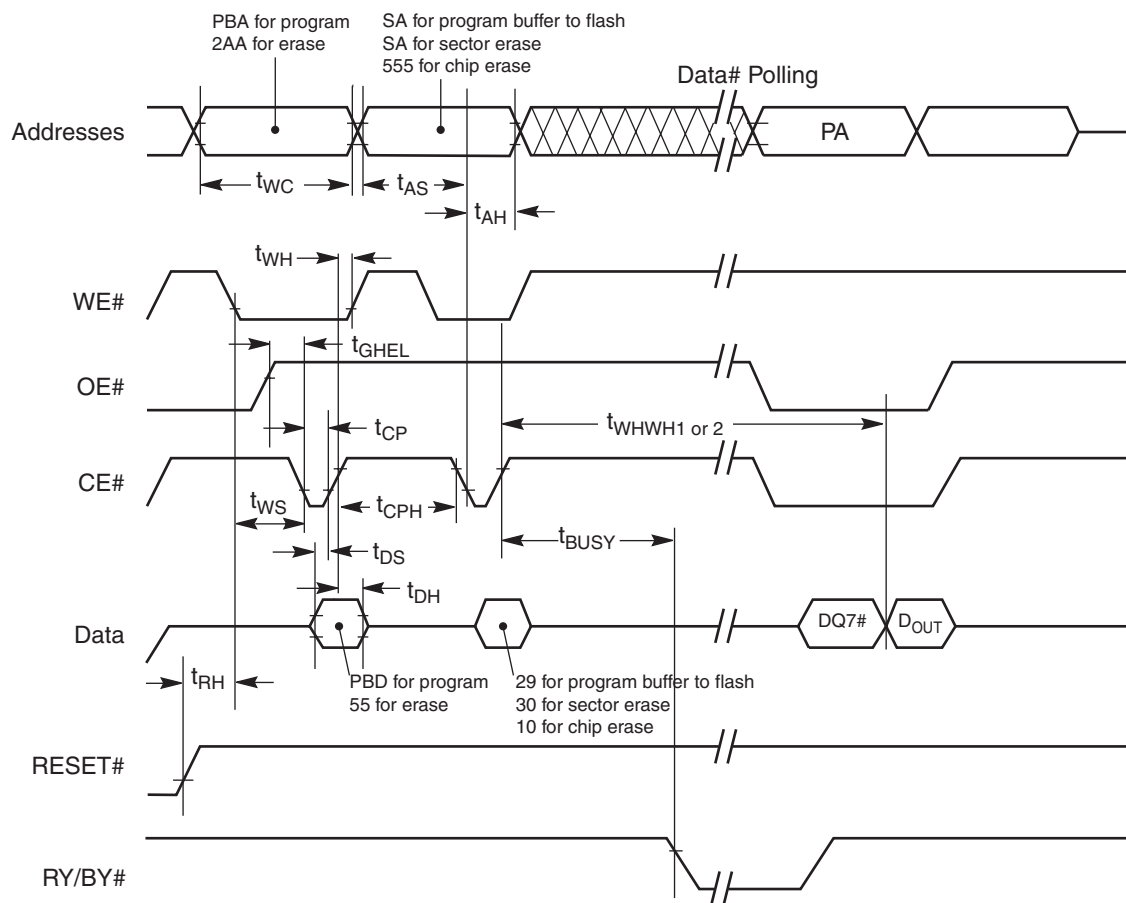 PBA for program
2AA for erase
SA for program buffer to flash
SA for sector erase
555 for chip erase
Data# Polling
Addresses
PA
tWC
tAS
tAH
tWH
WE#
tGHEL
OE#
tWHWH1 or 2
tCP
CE#
tWS
tCPH
tBUSY
tDS
tDH
Data
DQ7#
DOUT
tRH
PBD for program
55 for erase
29 for program buffer to flash
30 for sector erase
10 for chip erase
RESET#
RY/BY#